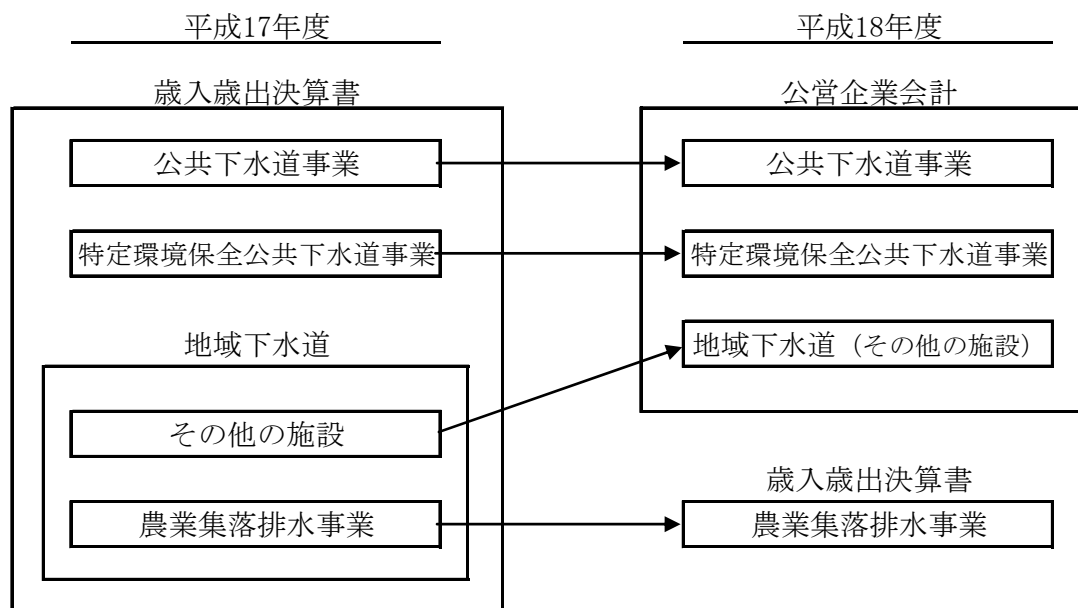 平成17年度
歳入歳出決算書
公共下水道事業
特定環境保全公共下水道事業
地域下水道
その他の施設
農業集落排水事業
平成18年度
公営企業会計
公共下水道事業
特定環境保全公共下水道事業
地域下水道（その他の施設）
歳入歳出決算書
農業集落排水事業